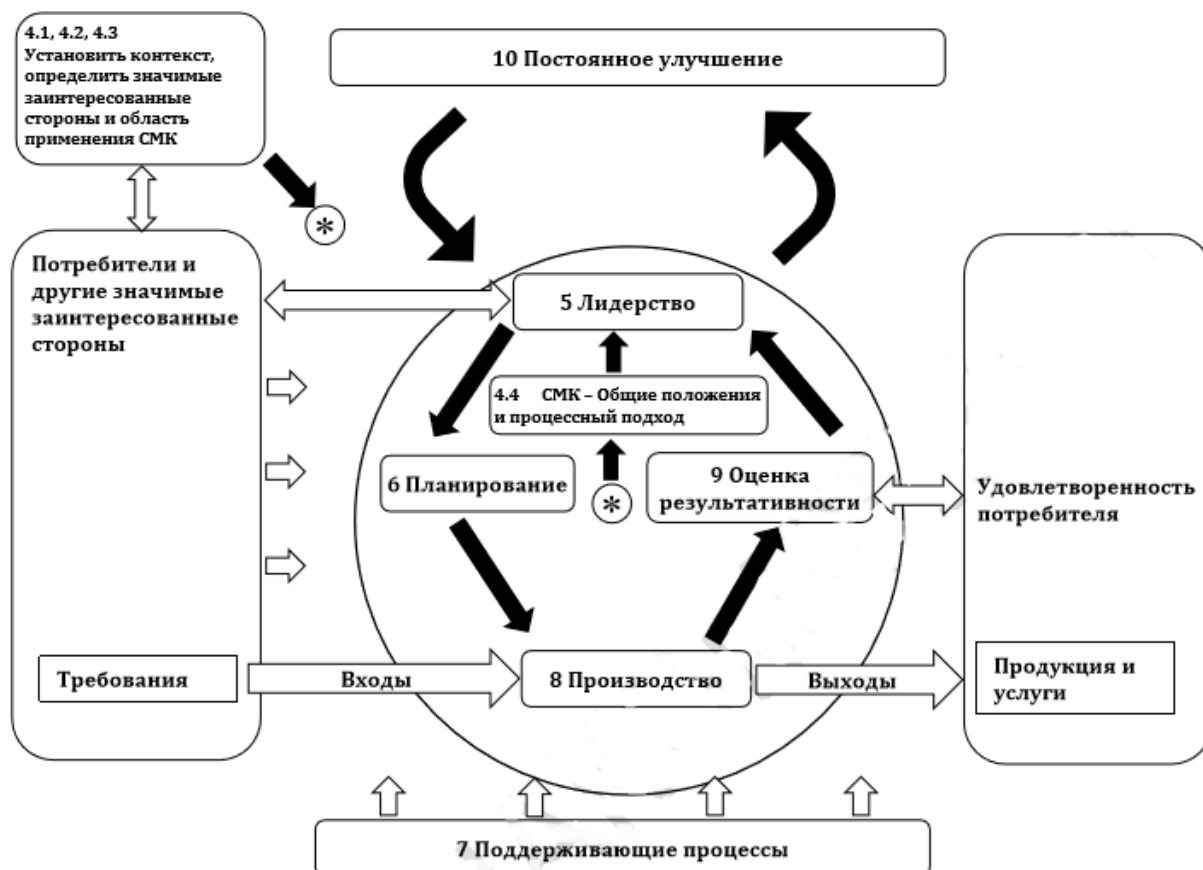 4.1, 4.2, 4.3
Установить контекст,
определить значимые
заинтересованные
стороны и область
применения СМК
10 Постоянное улучшение
*
Потребители и
другие значимые
заинтересованные
стороны
5 Лидерство
4.4 СМК – Общие положения
и процессный подход
6 Планирование
*
9 Оценка
результативности
Удовлетворенность
потребителя
Требования
Входы
8 Производство
Выходы
Продукция и
услуги
7 Поддерживающие процессы